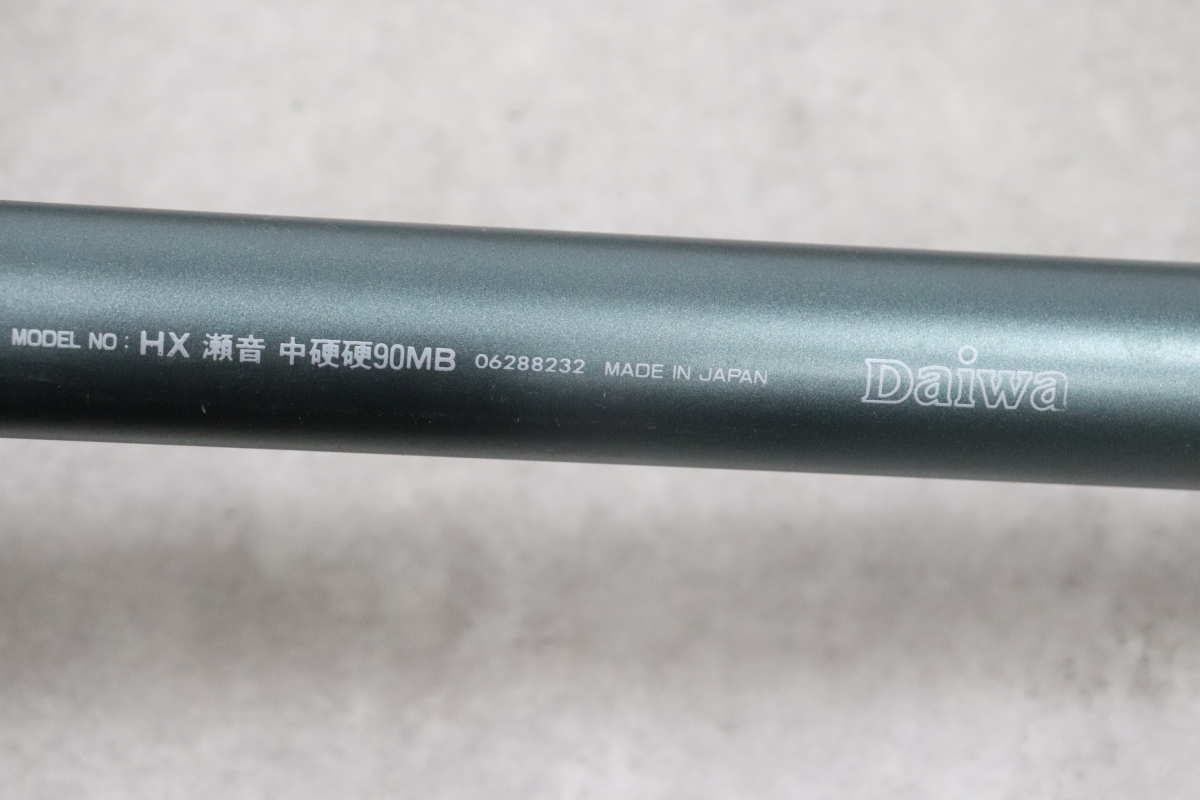 MODEL NO : HX 瀬音 中硬硬90MB 06288232 MADE IN JAPAN Daiwa